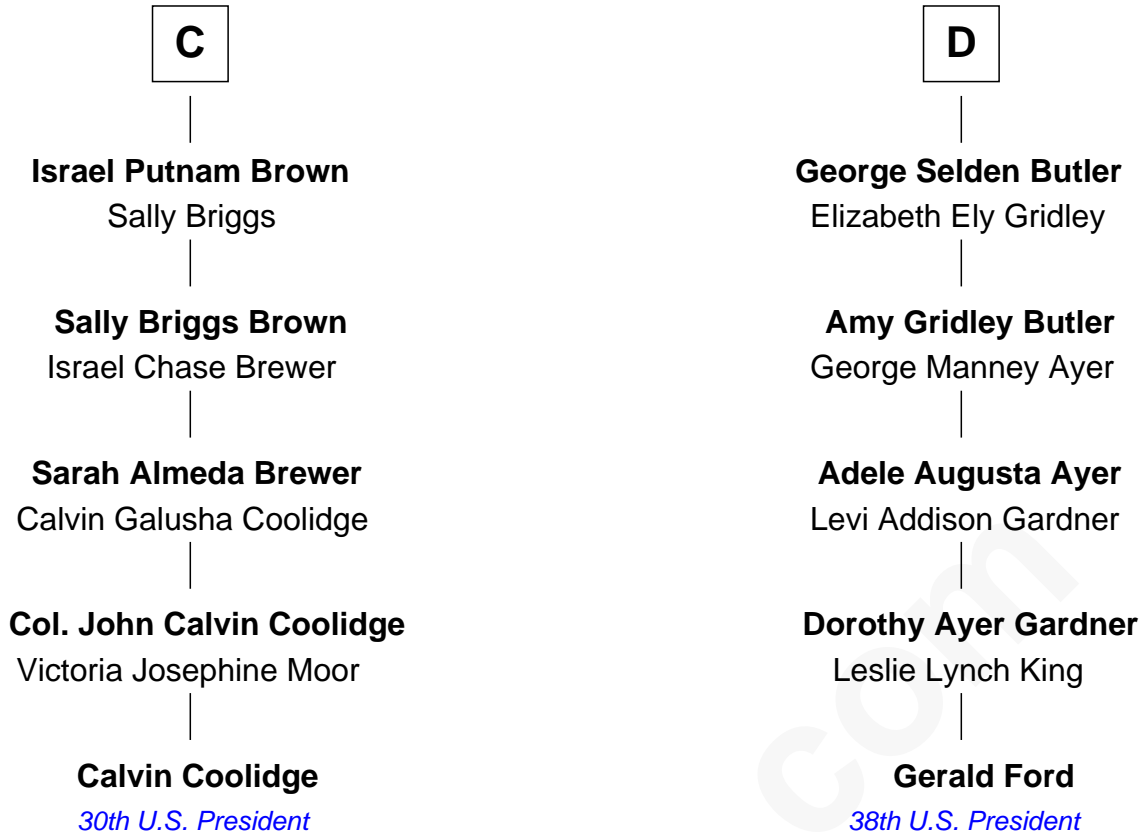 C
Israel Putnam Brown
Sally Briggs
Sally Briggs Brown
Israel Chase Brewer
Sarah Almeda Brewer
Calvin Galusha Coolidge
Col. John Calvin Coolidge
Victoria Josephine Moor
Calvin Coolidge
30th U.S. President
D
George Selden Butler
Elizabeth Ely Gridley
Amy Gridley Butler
George Manney Ayer
Adele Augusta Ayer
Levi Addison Gardner
Dorothy Ayer Gardner
Leslie Lynch King
Gerald Ford
38th U.S. President
com